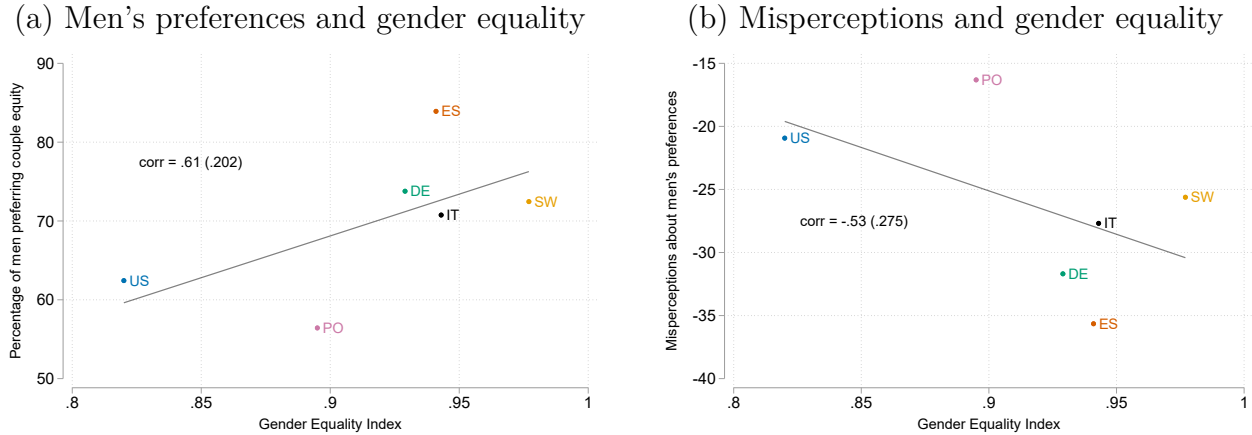 (a) Men's preferences and gender equality
Percentage of men preferring couple equity
90
80
70
60
50
corr = .61 (.202)
ES
DE
IT
SW
US
PO
.8 .85 .9 .95 1
Gender Equality Index
(b) Misperceptions and gender equality
Misperceptions about men's preferences
-15
-20
-25
-30
-35
-40
PO
US
SW
corr = -.53 (.275)
IT
DE
ES
.8 .85 .9 .95 1
Gender Equality Index